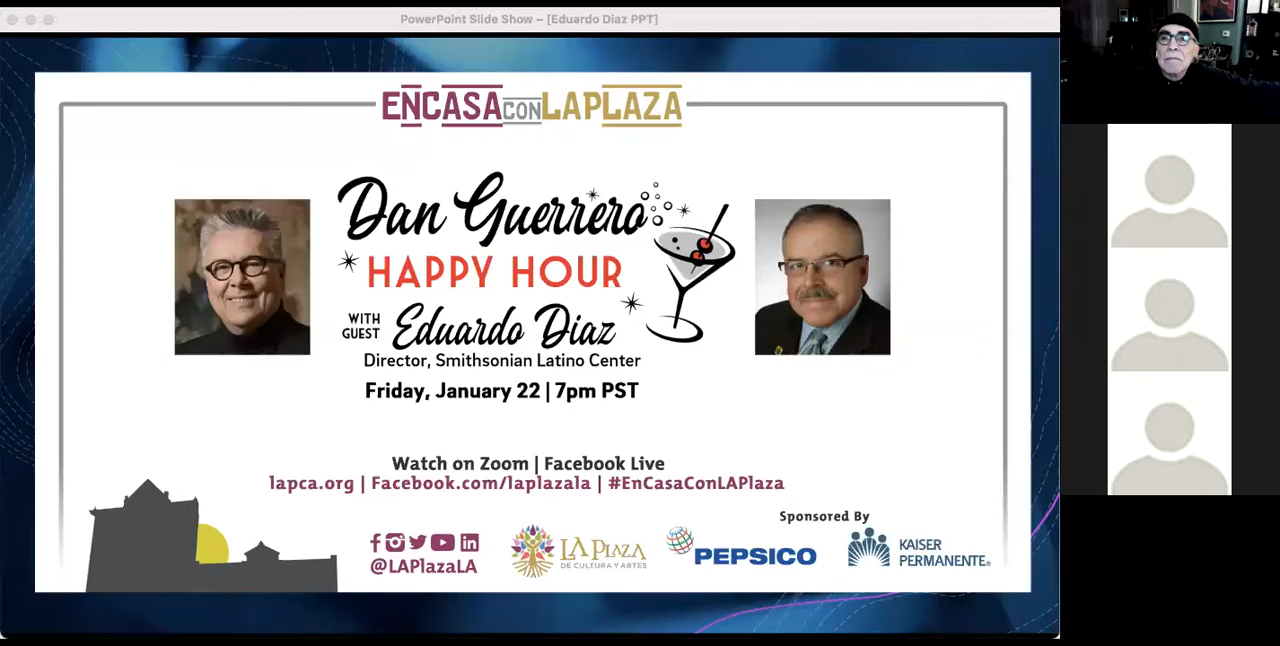 PowerPoint Slide Show – [Eduardo Diaz PPT]
ENCASACONLAPLAZA
Dan Guerrero
HAPPY HOUR
WITH GUEST Eduardo Diaz
Director, Smithsonian Latino Center
Friday, January 22 | 7pm PST
Watch on Zoom | Facebook Live
lapca.org | Facebook.com/laplazala | #EnCasaConLAPlaza
@LAPlazaLA
LA PLAZA
DE CULTURA Y ARTES
Sponsored By
PEPSICO
KAISER
PERMANENTE®